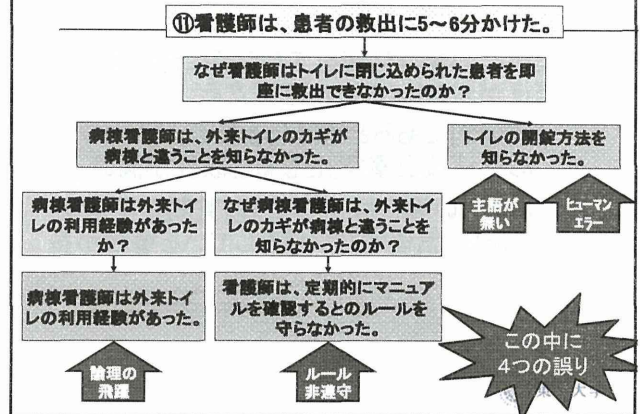 ⑪看護師は、患者の救出に5～6分かけた。
なぜ看護師はトイレに閉じ込められた患者を即
座に救出できなかったのか？
病棟看護師は、外来トイレのカギが
病棟と違うことを知らなかった。
トイレの開錠方法を
知らなかった。
病棟看護師は外来トイ
レの利用経験があった
か？
なぜ病棟看護師は、外来トイレ
のカギが病棟と違うことを
知らなかったのか？
主語が
無い
ヒューマン
エラー
病棟看護師は外来トイ
レの利用経験があった。
看護師は、定期的にマニュア
ルを確認するとのルールを
守らなかった。
論理の
飛躍
ルール
非遵守
この中に
4つの誤り